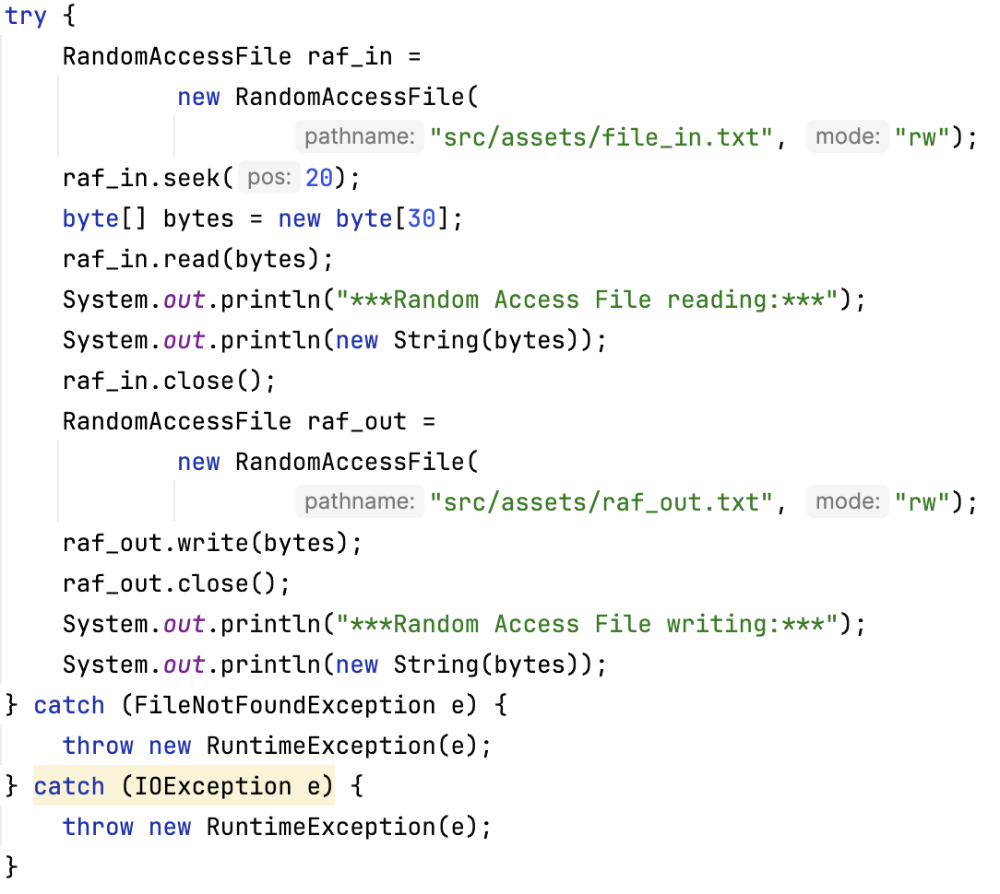 try {
    RandomAccessFile raf_in =
            new RandomAccessFile(
                    pathname: "src/assets/file_in.txt", mode: "rw");
    raf_in.seek( pos: 20);
    byte[] bytes = new byte[30];
    raf_in.read(bytes);
    System.out.println("***Random Access File reading:***");
    System.out.println(new String(bytes));
    raf_in.close();
    RandomAccessFile raf_out =
            new RandomAccessFile(
                    pathname: "src/assets/raf_out.txt", mode: "rw");
    raf_out.write(bytes);
    raf_out.close();
    System.out.println("***Random Access File writing:***");
    System.out.println(new String(bytes));
} catch (FileNotFoundException e) {
    throw new RuntimeException(e);
} catch (IOException e) {
    throw new RuntimeException(e);
}